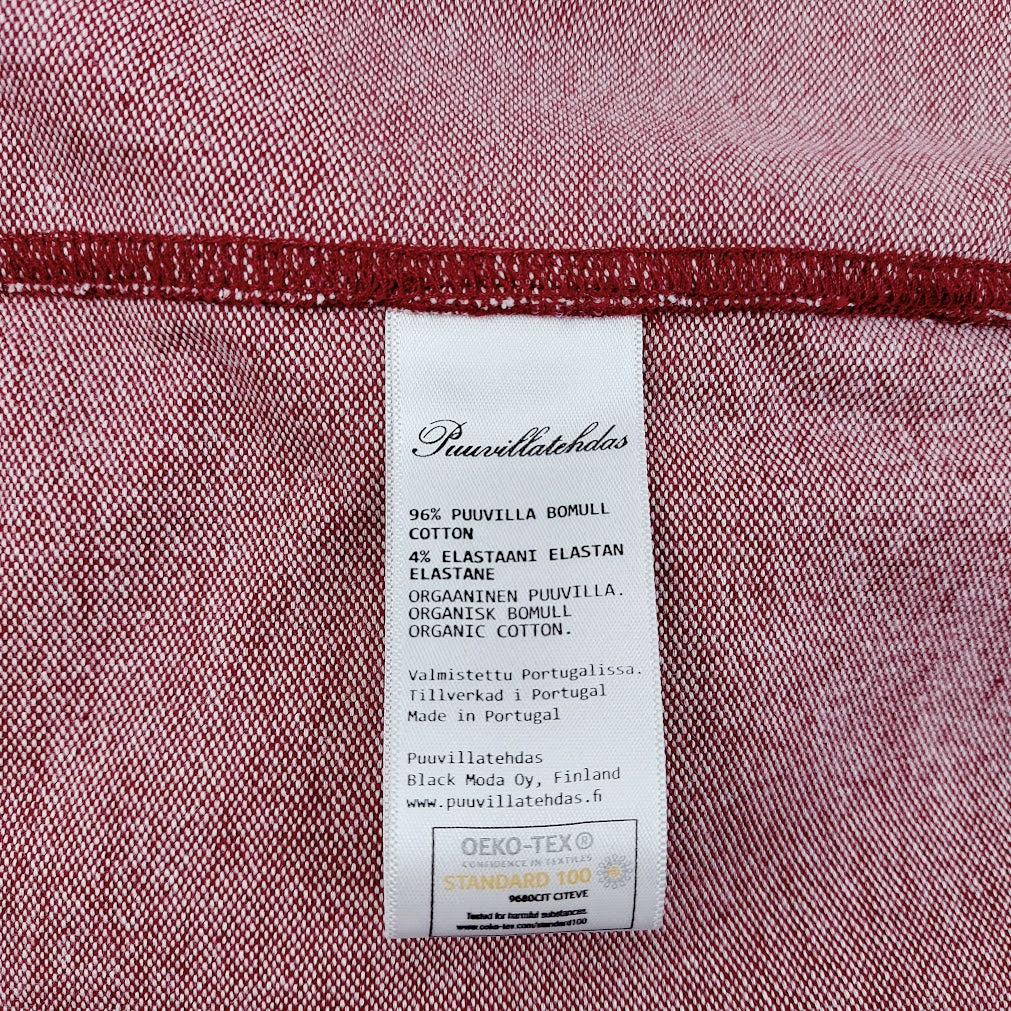 Puuvillatehdas
96% PUUVILLA BOMULL
COTTON
4% ELASTAANI ELASTAN
ELASTANE
ORGAANINEN PUUVILLA.
ORGANISK BOMULL
ORGANIC COTTON.
Valmistettu Portugalissa.
Tillverkad i Portugal
Made in Portugal
Puuvillatehdas
Black Moda Oy, Finland
www.puuvillatehdas.fi
OEKO-TEX®
CONFIDENCE IN TEXTILES
STANDARD 100
9680CIT CITEVE
Tested for harmful substances.
www.oeko-tex.com/standard100